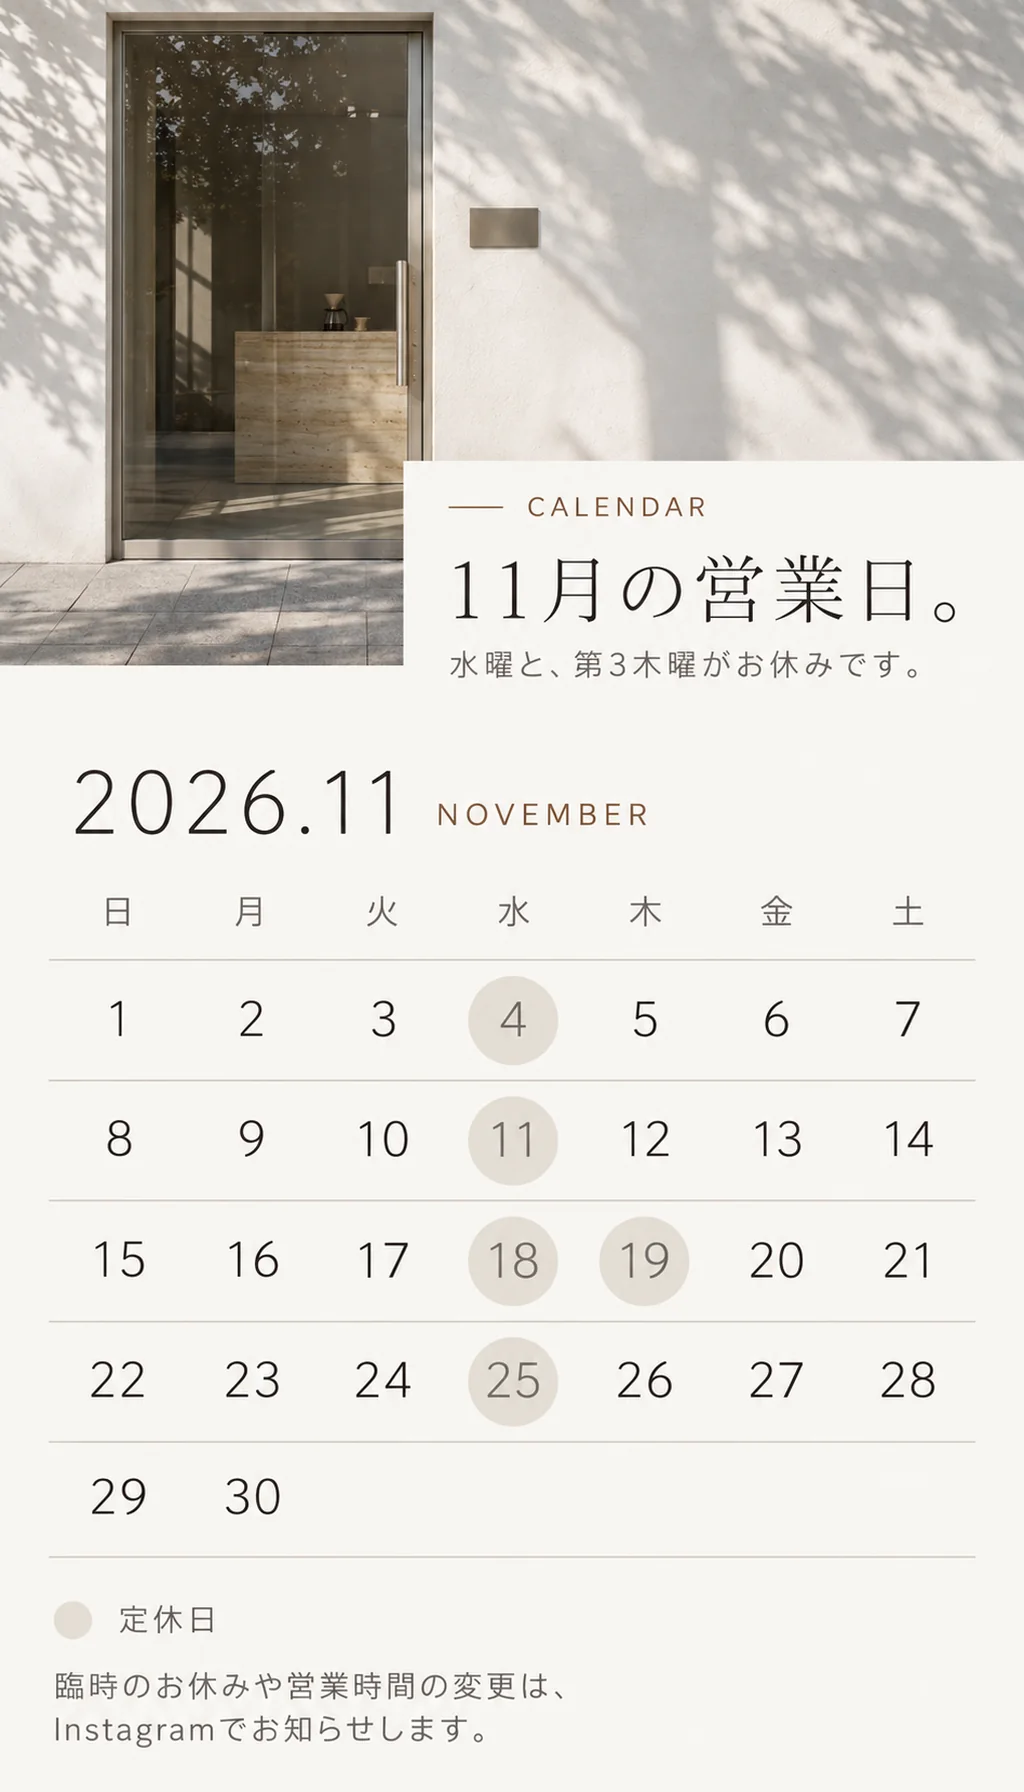 CALENDAR
11月の営業日。
水曜と、第3木曜がお休みです。
2026.11 NOVEMBER
日 月 火 水 木 金 土
1 2 3 4 5 6 7
8 9 10 11 12 13 14
15 16 17 18 19 20 21
22 23 24 25 26 27 28
29 30
定休日
臨時のお休みや営業時間の変更は、
Instagramでお知らせします。